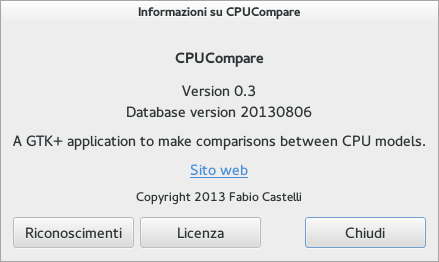 Informazioni su CPUCompare
CPUCompare
Version 0.3
Database version 20130806
A GTK+ application to make comparisons between CPU models.
Sito web
Copyright 2013 Fabio Castelli
Riconoscimenti
Licenza
Chiudi